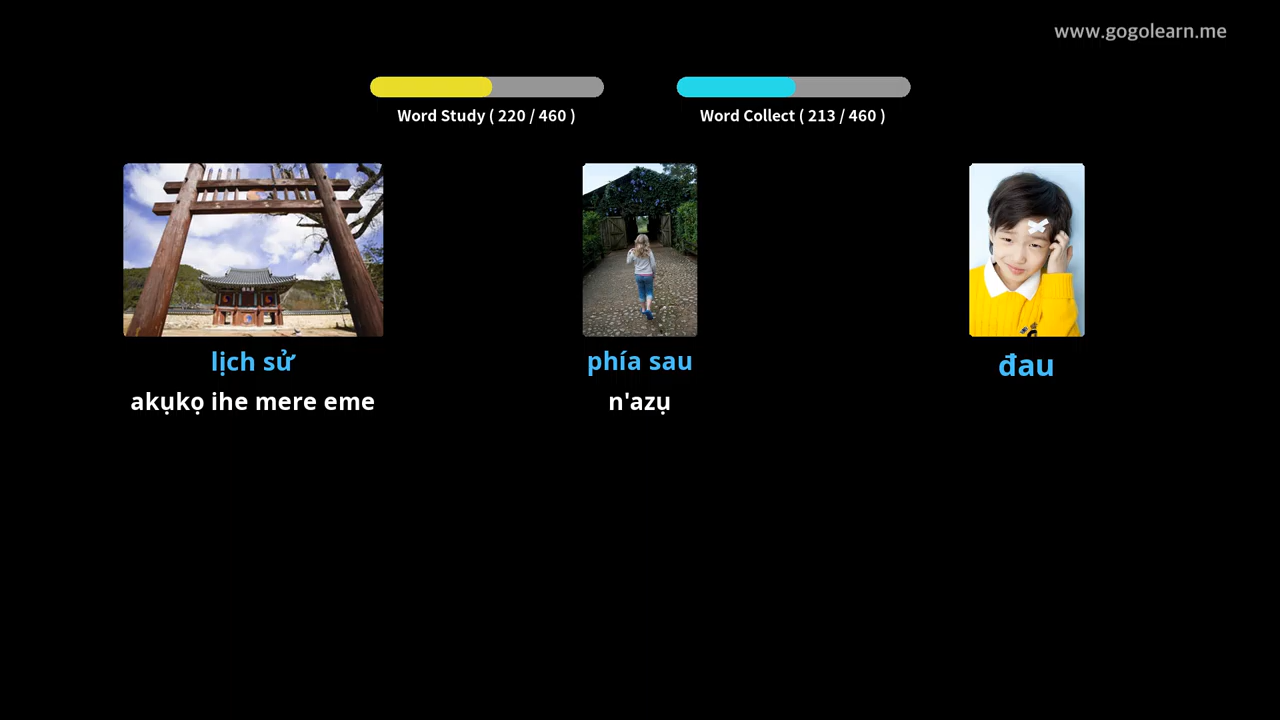 www.gogolearn.me
Word Study ( 220 / 460 )
Word Collect ( 213 / 460 )
lịch sử
akụkọ ihe mere eme
phía sau
n'azụ
đau